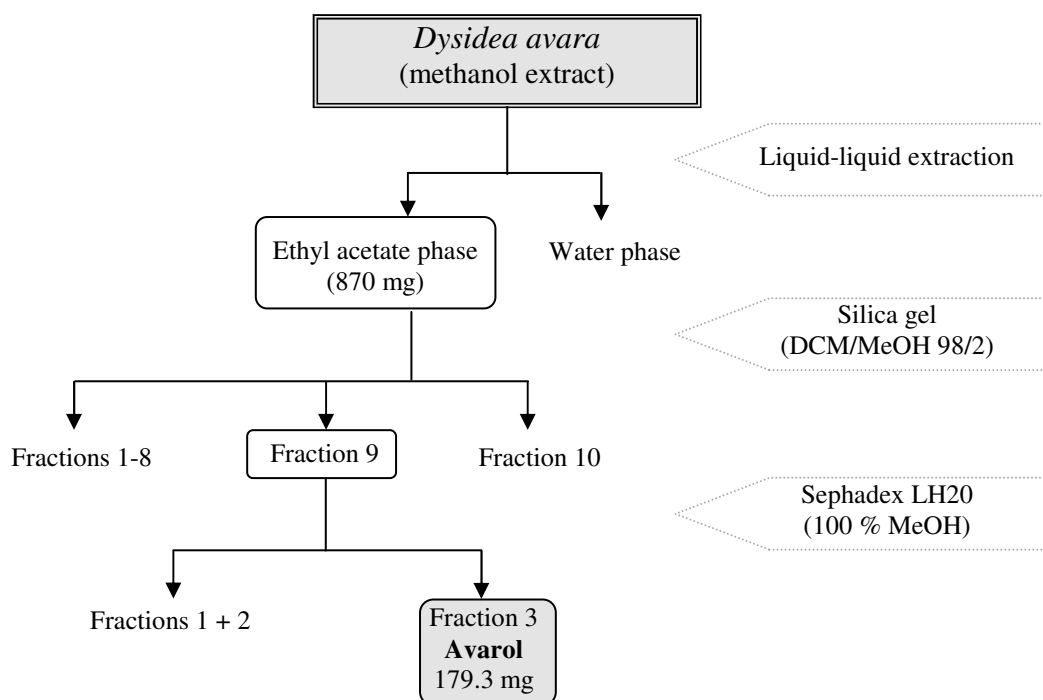 Dysidea avara
(methanol extract)
Liquid-liquid extraction
Ethyl acetate phase
(870 mg)
Water phase
Silica gel
(DCM/MeOH 98/2)
Fractions 1-8
Fraction 9
Fraction 10
Sephadex LH20
(100 % MeOH)
Fractions 1 + 2
Fraction 3
Avarol
179.3 mg